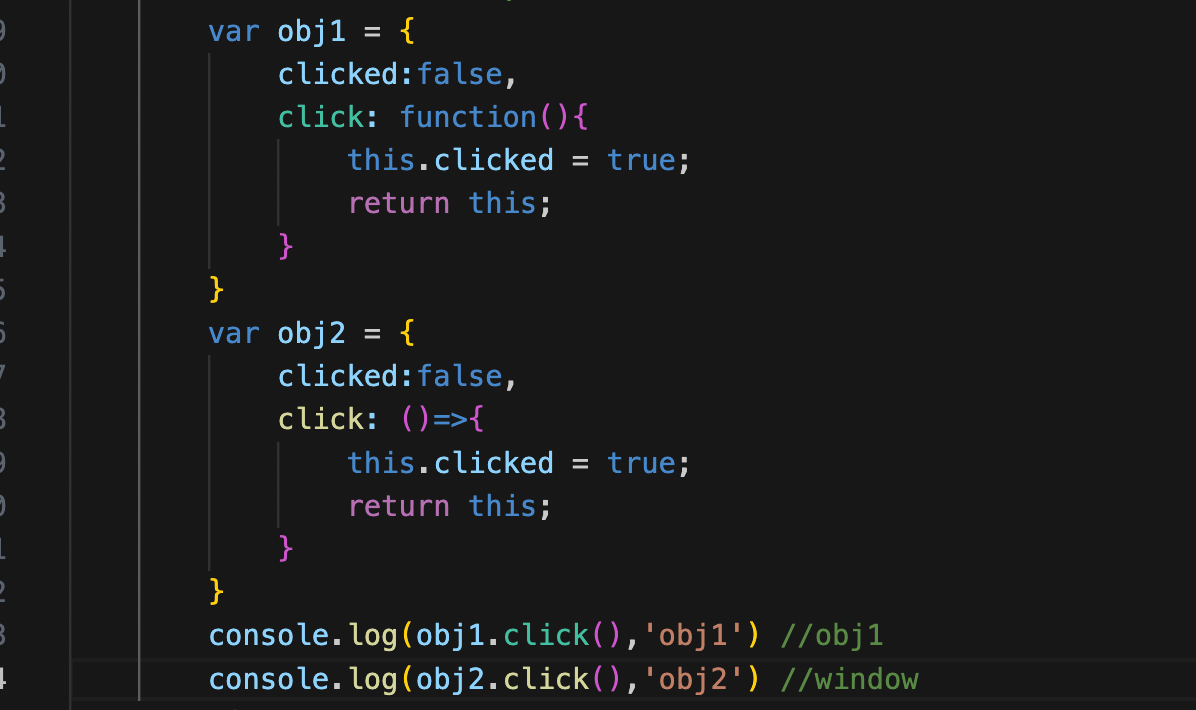 var obj1 = {
clicked:false,
click: function(){
this.clicked = true;
return this;
}
}
var obj2 = {
clicked:false,
click: ()=>{
this.clicked = true;
return this;
}
}
console.log(obj1.click(),'obj1') //obj1
console.log(obj2.click(),'obj2') //window